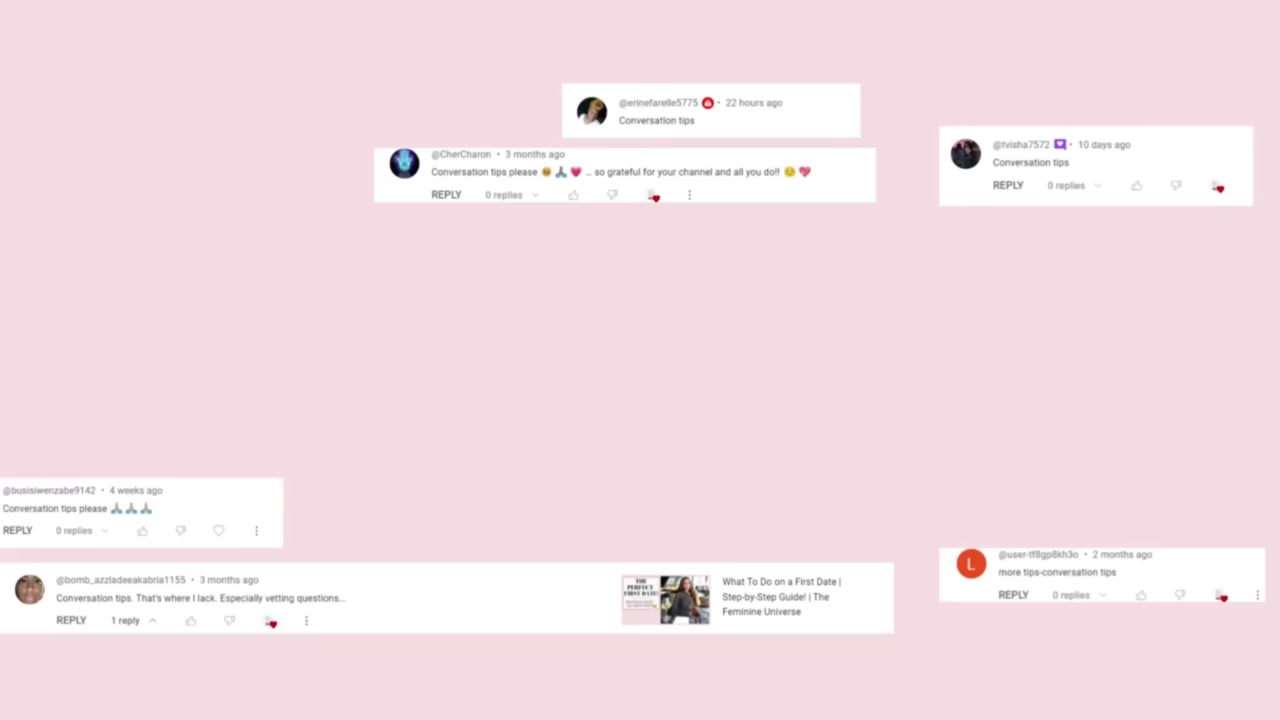 @erinefarelle5775 • 22 hours ago
Conversation tips
@CherCharon • 3 months ago
Conversation tips please 🥺 🙏🏽 💗 ... so grateful for your channel and all you do!! ☺️ 💖
REPLY 0 replies
@tvisha7572 • 10 days ago
Conversation tips
REPLY 0 replies
@busisiwenzabe9142 • 4 weeks ago
Conversation tips please 🙏🏽 🙏🏽 🙏🏽
REPLY 0 replies
@bomb_azzladeeakabria1155 • 3 months ago
Conversation tips. That's where I lack. Especially vetting questions...
REPLY 1 reply
THE
PERFECT
FIRST DATE!
What To Do on a First Date |
Step-by-Step Guide! | The
Feminine Universe
L
@user-tf8gp8kh3o • 2 months ago
more tips-conversation tips
REPLY 0 replies